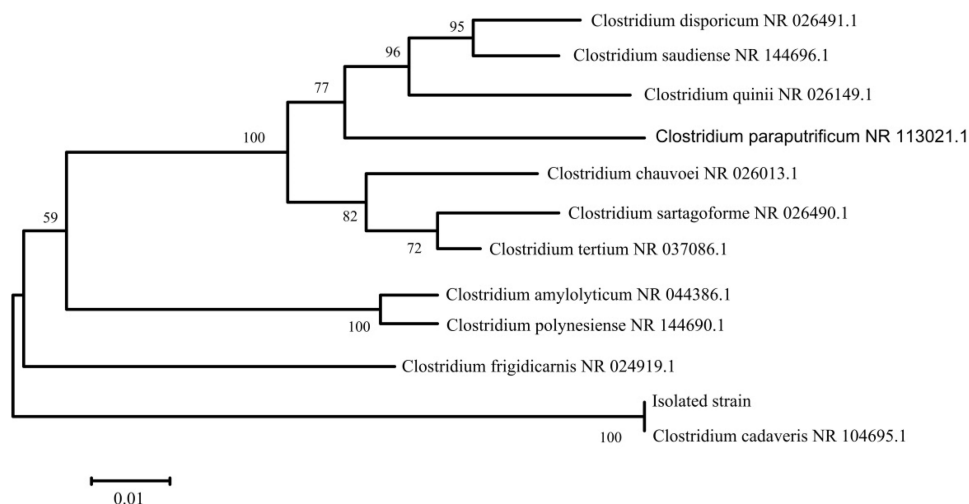 95
Clostridium disporicum NR 026491.1
96
Clostridium saudiense NR 144696.1
77
Clostridium quinii NR 026149.1
100
Clostridium paraputrificum NR 113021.1
Clostridium chauvoei NR 026013.1
59
82
Clostridium sartagoforme NR 026490.1
72
Clostridium tertium NR 037086.1
Clostridium amylolyticum NR 044386.1
100
Clostridium polynesiense NR 144690.1
Clostridium frigidicarnis NR 024919.1
Isolated strain
100
Clostridium cadaveris NR 104695.1
0.01